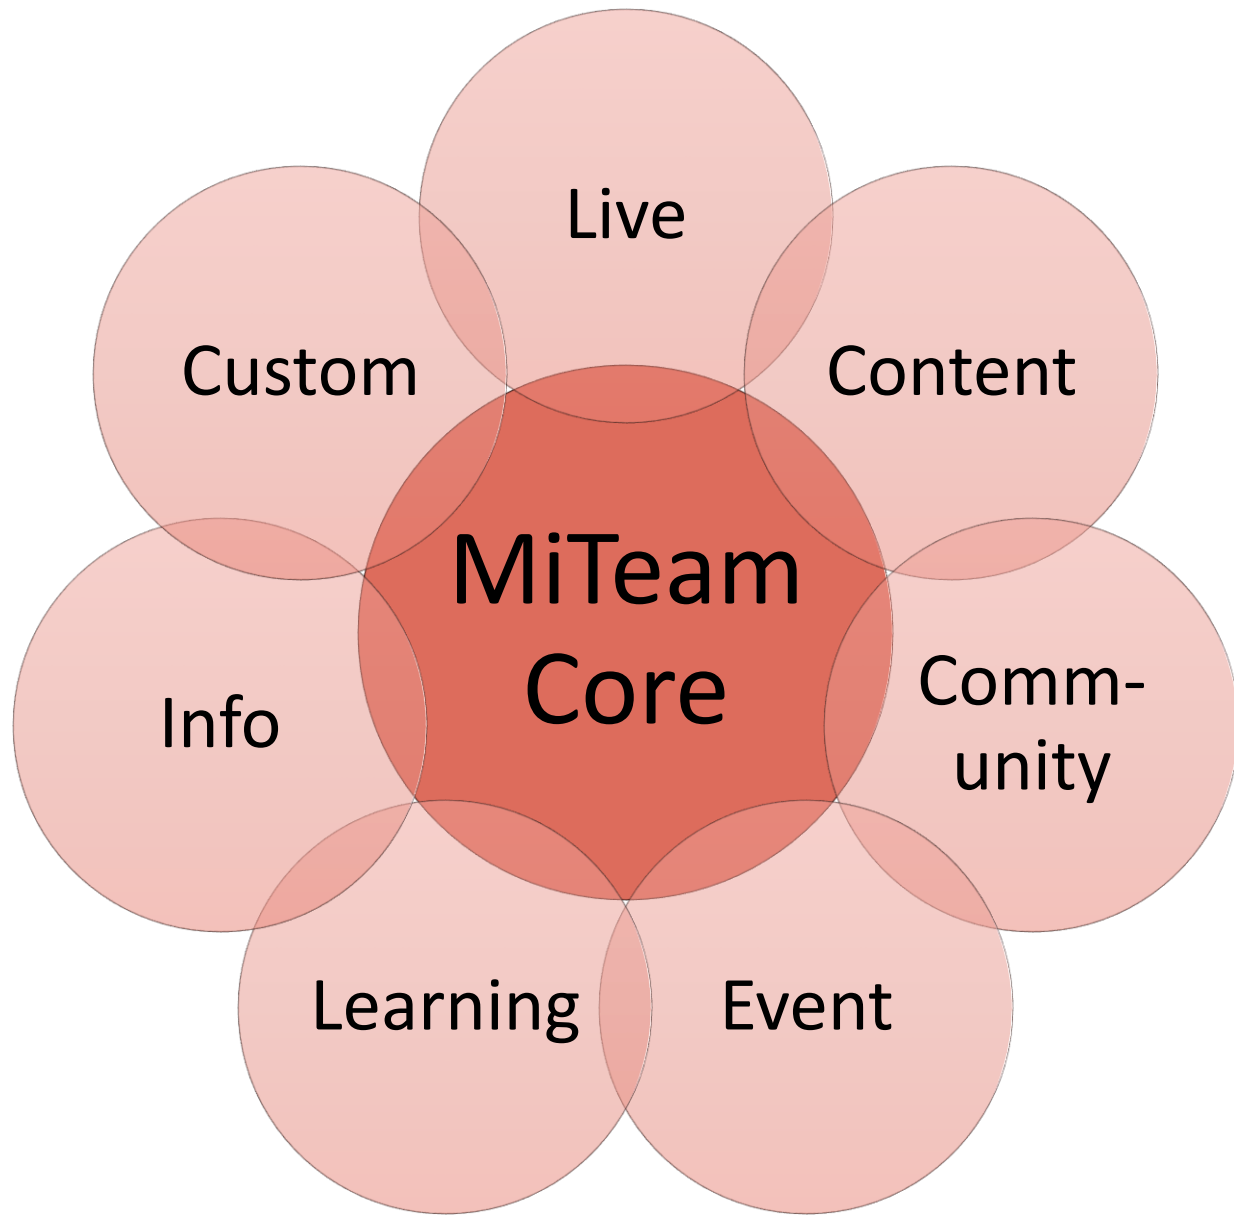 Live
Custom
Content
MiTeam
Core
Comm-
unity
Info
Learning
Event